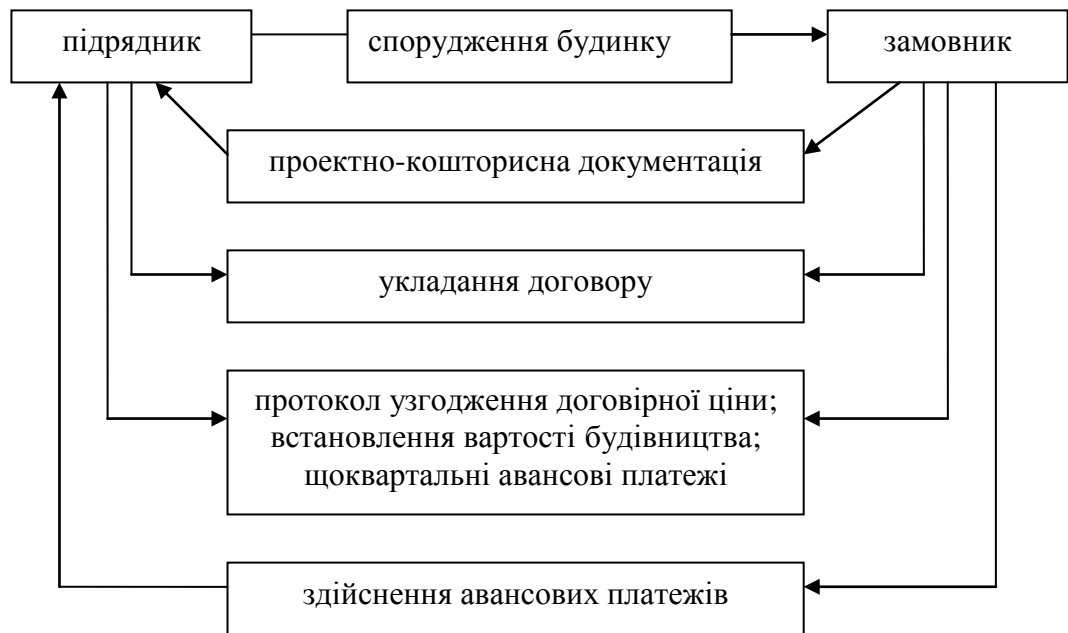 підрядник
спорудження будинку
замовник
проектно-кошторисна документація
укладання договору
протокол узгодження договірної ціни;
встановлення вартості будівництва;
щоквартальні авансові платежі
здійснення авансових платежів